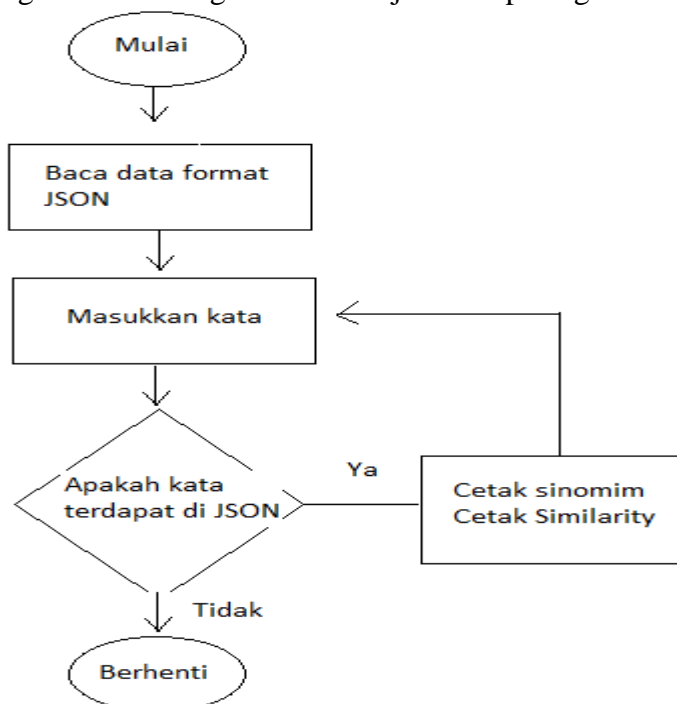 Mulai
Baca data format
JSON
Masukkan kata
Apakah kata
terdapat di JSON
Ya
Cetak sinomim
Cetak Similarity
Tidak
Berhenti